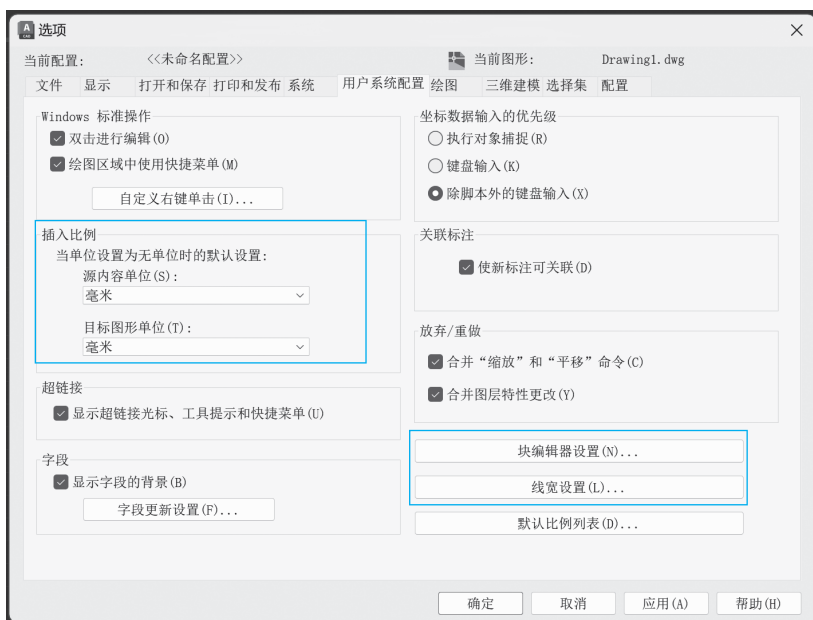 选项
当前配置: <<未命名配置>> 当前图形: Drawing1.dwg
文件 显示 打开和保存 打印和发布 系统 用户系统配置 绘图 三维建模 选择集 配置
Windows 标准操作
双击进行编辑(O)
绘图区域中使用快捷菜单(M)
自定义右键单击(I)...
插入比例
当单位设置为无单位时的默认设置:
源内容单位(S):
毫米
目标图形单位(T):
毫米
超链接
显示超链接光标、工具提示和快捷菜单(U)
字段
显示字段的背景(B)
字段更新设置(F)...
坐标数据输入的优先级
执行对象捕捉(R)
键盘输入(K)
除脚本外的键盘输入(X)
关联标注
使新标注可关联(D)
放弃/重做
合并“缩放”和“平移”命令(C)
合并图层特性更改(Y)
块编辑器设置(N)...
线宽设置(L)...
默认比例列表(D)...
确定 取消 应用(A) 帮助(H)